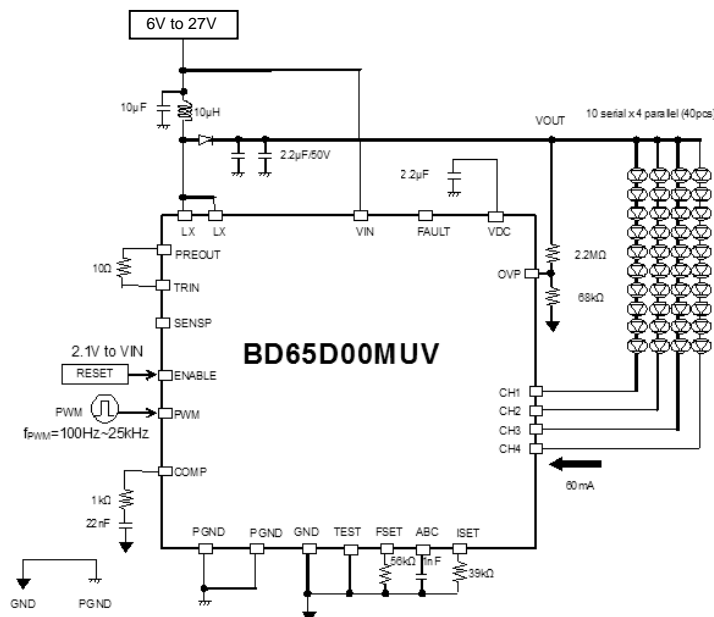 6V to 27V
10µF
10µH
10 serial x 4 parallel (40pcs)
VOUT
2.2µF/50V
2.2µF
LX
LX
VIN
FAULT
VDC
PREOUT
10Ω
TRIN
2.2MΩ
OVP
68kΩ
SENSP
2.1V to VIN
RESET
ENABLE
BD65D00MUV
PWM
PWM
fPWM=100Hz~25kHz
CH1
CH2
CH3
CH4
60mA
COMP
1kΩ
22nF
PGND
PGND
GND
TEST
FSET
ABC
ISET
56kΩ
1nF
39kΩ
GND
PGND